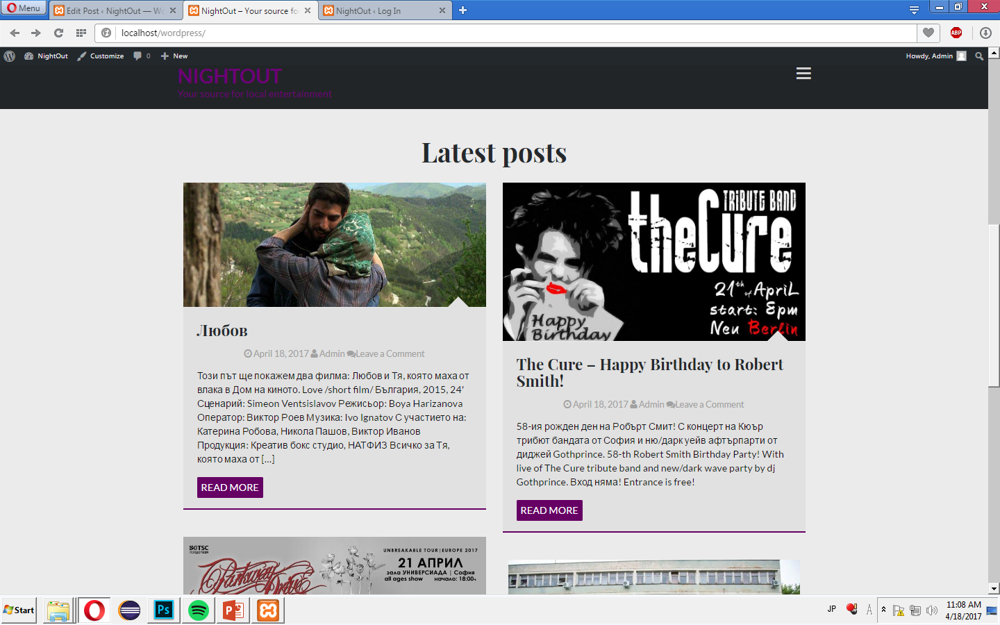 Menu
Edit Post ‹ NightOut — Wo
NightOut – Your source fo
NightOut ‹ Log In
localhost/wordpress/
ABP
NightOut
Customize
0
New
Howdy, Admin
NIGHTOUT
Your source for local entertainment
Latest posts
Любов
April 18, 2017 Admin Leave a Comment
Този път ще покажем два филма: Любов и Тя, която маха от
влака в Дом на киното. Love /short film/ България, 2015, 24′
Сценарий: Simeon Ventsislavov Режисьор: Boya Harizanova
Оператор: Виктор Роев Музика: Ivo Ignatov С участието на:
Катерина Робова, Никола Пашов, Виктор Иванов
Продукция: Креатив бокс студио, НАТФИЗ Всичко за Тя,
която маха от […]
READ MORE
TRIBUTE BAND
theCure
21th of April
start: 8pm
Neu Berlin
Happy
Birthday
The Cure – Happy Birthday to Robert
Smith!
April 18, 2017 Admin Leave a Comment
58-ия рожден ден на Робърт Смит! С концерт на Кюър
трибют бандата от София и ню/дарк уейв афтърпарти от
диджей Gothprince. 58-th Robert Smith Birthday Party! With
live of The Cure tribute band and new/dark wave party by dj
Gothprince. Вход няма! Entrance is free!
READ MORE
BGTSC
представя
Parkway Drive
UNBREAKABLE TOUR | EUROPE 2017
21 АПРИЛ
зала УНИВЕРСИАДА | София
all ages show начало: 18:00ч
Start
Ps
JP
11:08 AM
4/18/2017